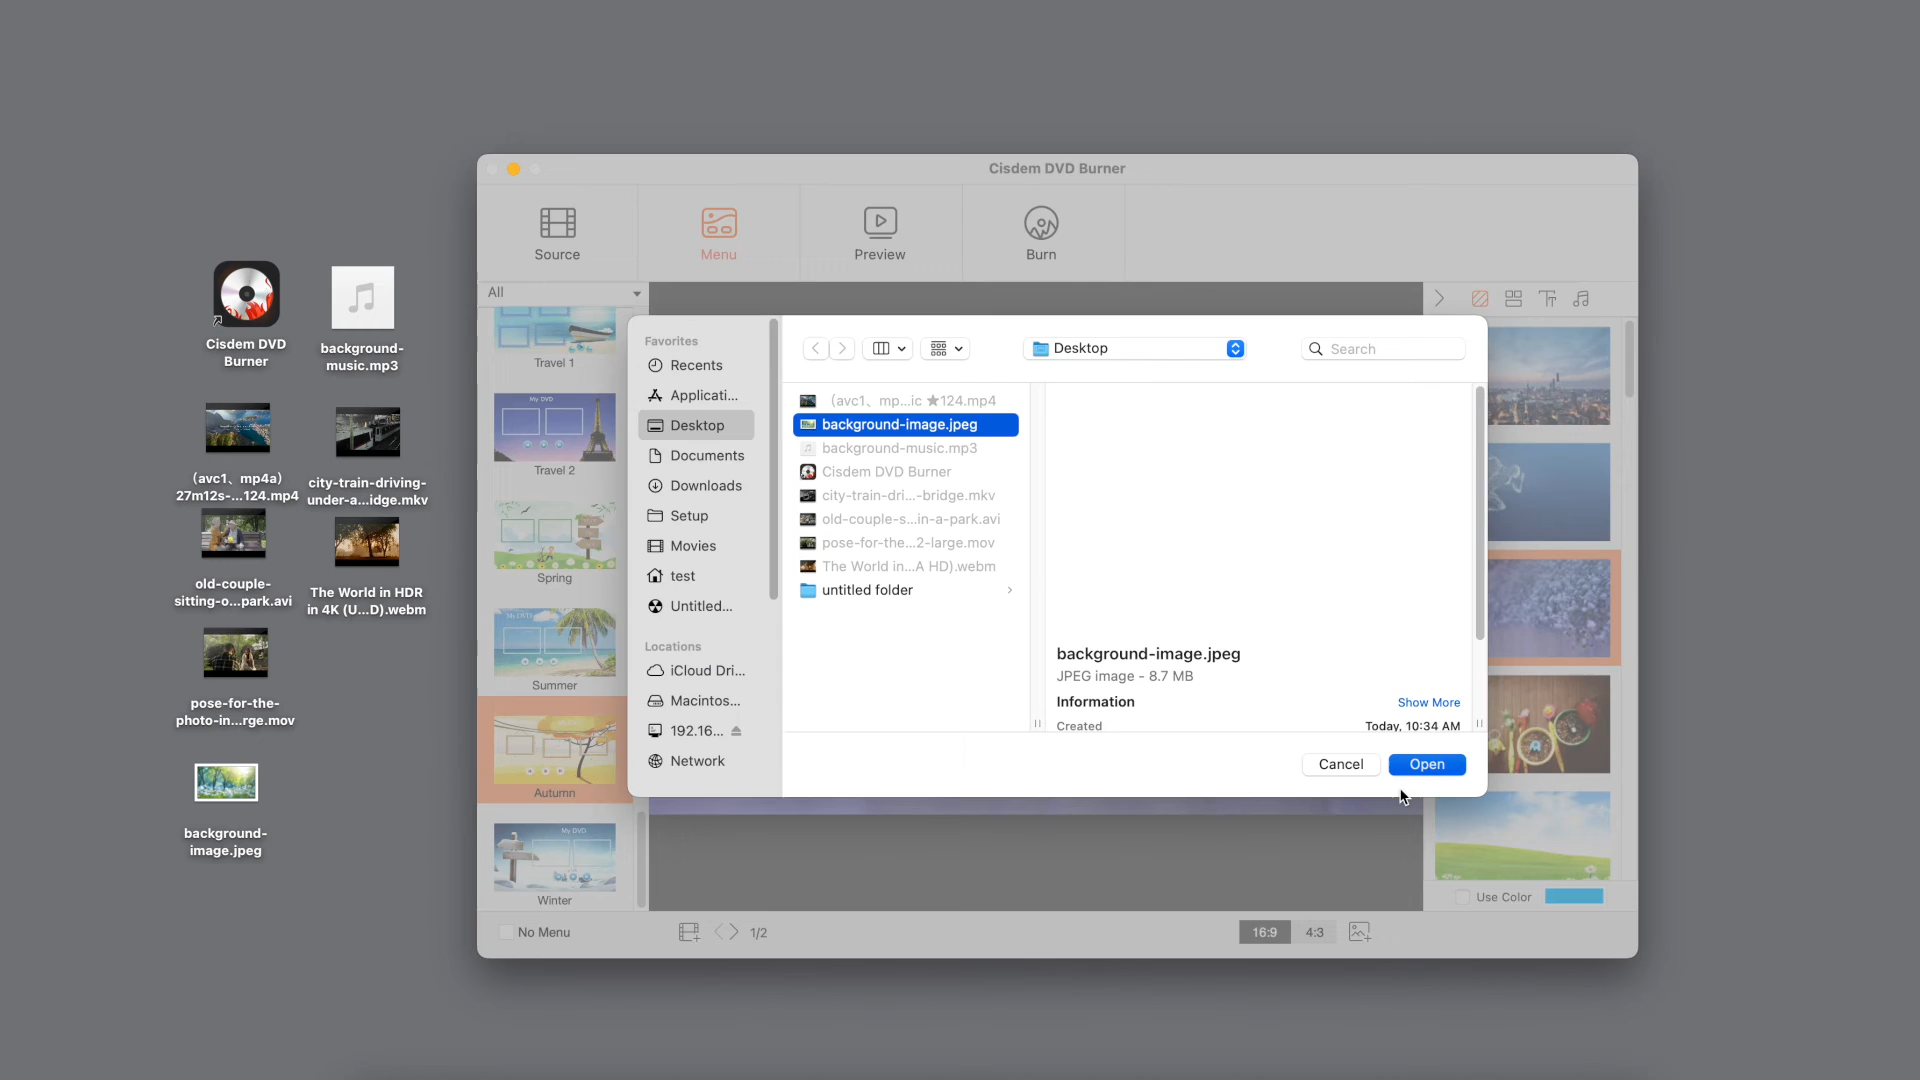 Cisdem DVD Burner
Source
Menu
Preview
Burn
All
Travel 1
My DVD
Travel 2
Spring
My DVD
Summer
Autumn
My DVD
Winter
No Menu
1/2
16:9
4:3
Use Color
Favorites
Recents
Applicati...
Desktop
Documents
Downloads
Setup
Movies
test
Untitled...
Locations
iCloud Dri...
Macintos...
192.16...
Network
Desktop
Search
(avc1、mp...ic ★124.mp4
background-image.jpeg
background-music.mp3
Cisdem DVD Burner
city-train-dri...-bridge.mkv
old-couple-s...in-a-park.avi
pose-for-the...2-large.mov
The World in...A HD).webm
untitled folder
background-image.jpeg
JPEG image - 8.7 MB
Information
Show More
Created
Today, 10:34 AM
Cancel
Open
Cisdem DVD
Burner
background-
music.mp3
(avc1、mp4a)
27m12s-...124.mp4
city-train-driving-
under-a...idge.mkv
old-couple-
sitting-o...park.avi
The World in HDR
in 4K (U...D).webm
pose-for-the-
photo-in...rge.mov
background-
image.jpeg